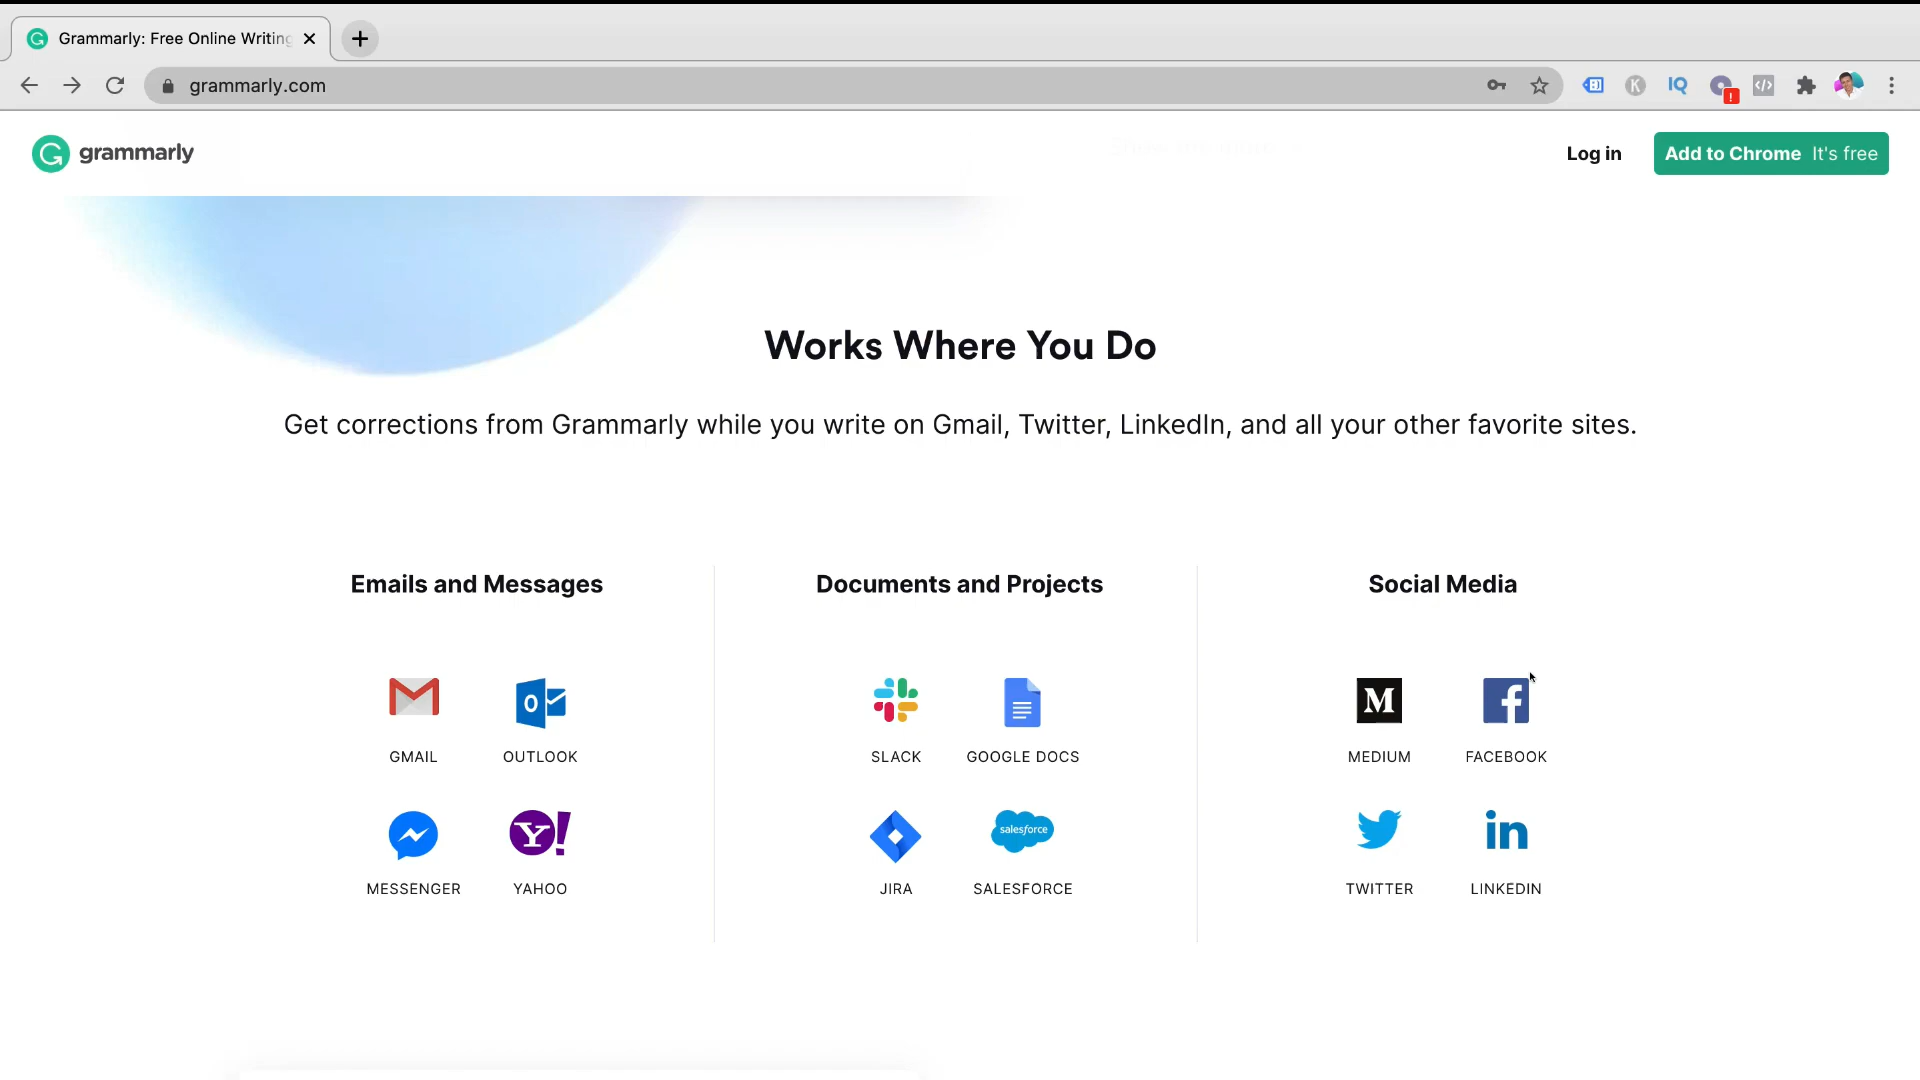 Grammarly: Free Online Writing
grammarly.com
IQ
K
grammarly
Log in
Add to Chrome It's free
Works Where You Do
Get corrections from Grammarly while you write on Gmail, Twitter, LinkedIn, and all your other favorite sites.
Emails and Messages
Documents and Projects
Social Media
GMAIL
OUTLOOK
SLACK
GOOGLE DOCS
MEDIUM
FACEBOOK
salesforce
MESSENGER
YAHOO
JIRA
SALESFORCE
TWITTER
LINKEDIN